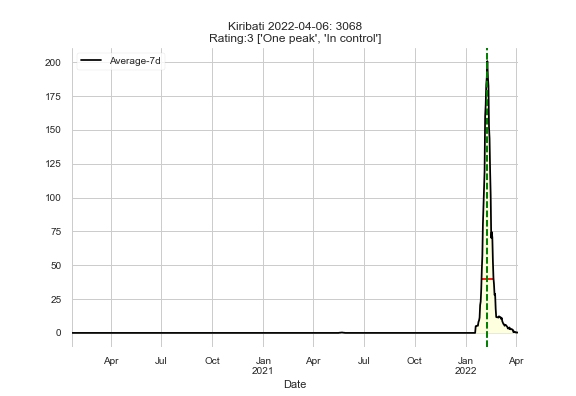 Kiribati 2022-04-06: 3068
Rating:3 ['One peak', 'In control']
Average-7d
200
175
150
125
100
75
50
25
0
Apr Jul Oct Jan Apr Jul Oct Jan Apr
2021 2022
Date